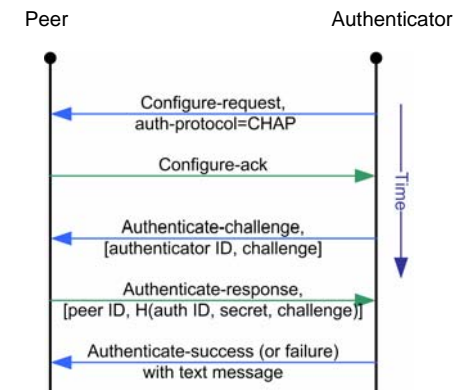 Peer
Authenticator
Configure-request,
auth-protocol=CHAP
Configure-ack
Time
Authenticate-challenge,
[authenticator ID, challenge]
Authenticate-response,
[peer ID, H(auth ID, secret, challenge)]
Authenticate-success (or failure)
with text message